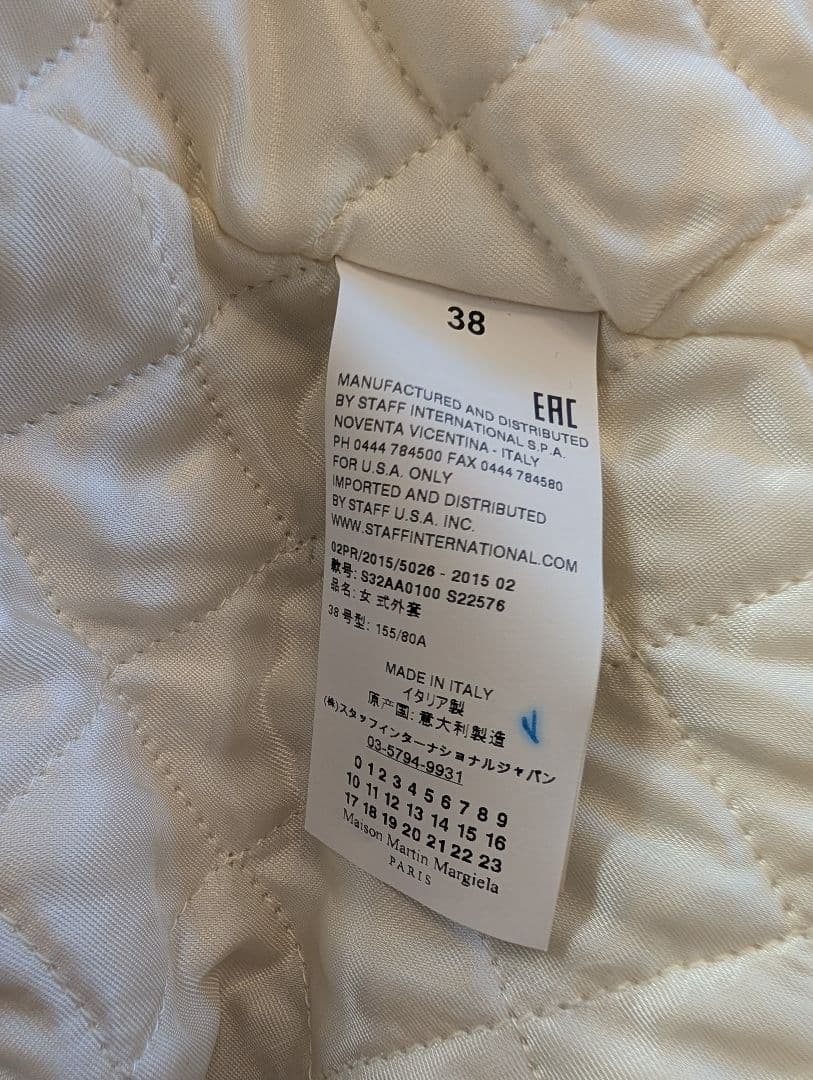 38
EAC
MANUFACTURED AND DISTRIBUTED
BY STAFF INTERNATIONAL S.P.A.
NOVENTA VICENTINA - ITALY
PH 0444 784500 FAX 0444 784580
FOR U.S.A. ONLY
IMPORTED AND DISTRIBUTED
BY STAFF U.S.A. INC.
WWW.STAFFINTERNATIONAL.COM
02PR/2015/5026 - 2015 02
款号: S32AA0100 S22576
品名: 女 式外套
38 号型: 155/80A
MADE IN ITALY
イタリア製
原产国: 意大利製造
(株)スタッフインターナショナルジャパン
03-5794-9931
0 1 2 3 4 5 6 7 8 9
10 11 12 13 14 15 16
17 18 19 20 21 22 23
Maison Martin Margiela
PARIS